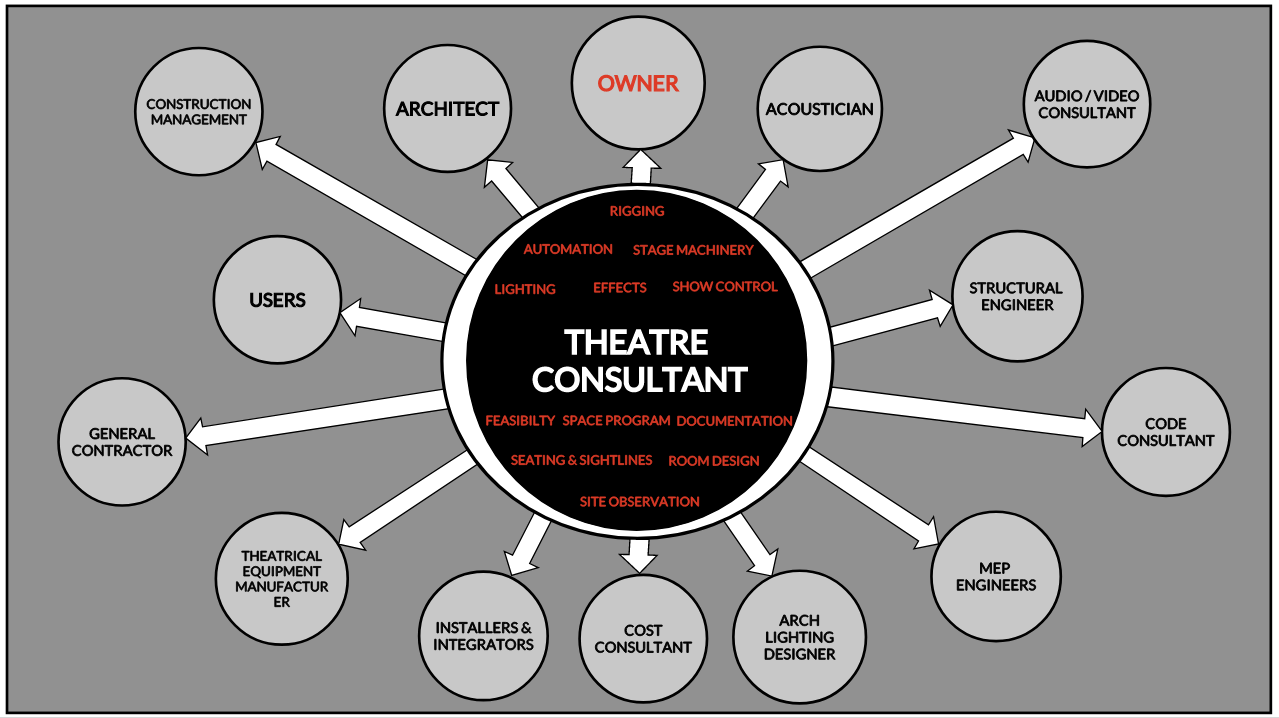 OWNER
CONSTRUCTION
MANAGEMENT
ARCHITECT
ACOUSTICIAN
AUDIO / VIDEO
CONSULTANT
RIGGING
AUTOMATION STAGE MACHINERY
LIGHTING EFFECTS SHOW CONTROL
USERS
STRUCTURAL
ENGINEER
THEATRE
CONSULTANT
FEASIBILTY SPACE PROGRAM DOCUMENTATION
SEATING & SIGHTLINES ROOM DESIGN
SITE OBSERVATION
GENERAL
CONTRACTOR
CODE
CONSULTANT
THEATRICAL
EQUIPMENT
MANUFACTUR
ER
MEP
ENGINEERS
INSTALLERS &
INTEGRATORS
COST
CONSULTANT
ARCH
LIGHTING
DESIGNER